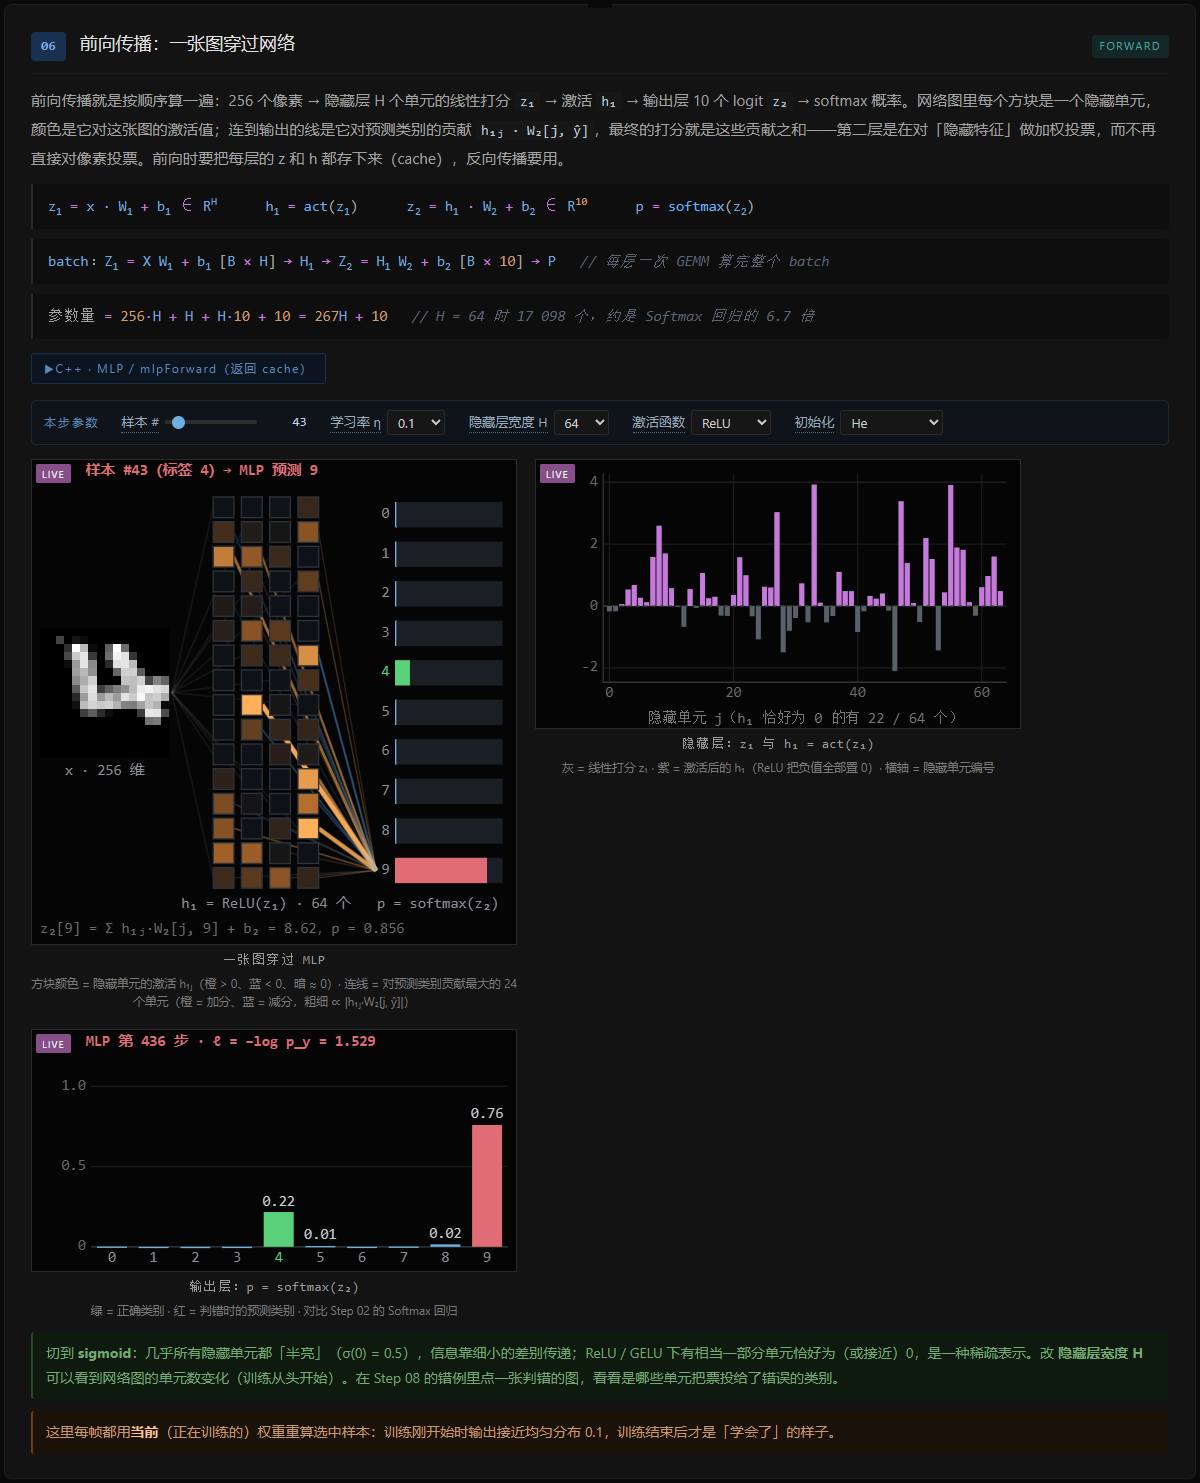 06 前向传播：一张图穿过网络 FORWARD
前向传播就是按顺序算一遍：256 个像素 → 隐藏层 H 个单元的线性打分 z₁ → 激活 h₁ → 输出层 10 个 logit z₂ → softmax 概率。网络图里每个方块是一个隐藏单元，
颜色是它对这张图的激活值；连到输出的线是它对预测类别的贡献 h₁ⱼ · W₂[j, ŷ]，最终的打分就是这些贡献之和——第二层是在对「隐藏特征」做加权投票，而不再
直接对像素投票。前向时要把每层的 z 和 h 都存下来（cache），反向传播要用。
z₁ = x · W₁ + b₁ ∈ Rᴴ h₁ = act(z₁) z₂ = h₁ · W₂ + b₂ ∈ R¹⁰ p = softmax(z₂)
batch：Z₁ = X W₁ + b₁ [B × H] → H₁ → Z₂ = H₁ W₂ + b₂ [B × 10] → P // 每层一次 GEMM 算完整个 batch
参数量 = 256·H + H + H·10 + 10 = 267H + 10 // H = 64 时 17 098 个，约是 Softmax 回归的 6.7 倍
▶C++ · MLP / mlpForward（返回 cache）
本步参数 样本 # 43 学习率 η 0.1 隐藏层宽度 H 64 激活函数 ReLU 初始化 He
LIVE 样本 #43 (标签 4) → MLP 预测 9
0
1
2
3
4
5
6
7
8
9
x · 256 维
h₁ = ReLU(z₁) · 64 个 p = softmax(z₂)
z₂[9] = Σ h₁ⱼ·W₂[j, 9] + b₂ = 8.62, p = 0.856
一张图穿过 MLP
方块颜色 = 隐藏单元的激活 h₁ⱼ（橙 > 0、蓝 < 0、暗 ≈ 0）· 连线 = 对预测类别贡献最大的 24
个单元（橙 = 加分、蓝 = 减分，粗细 ∝ |h₁ⱼ·W₂[j, ŷ]|）
LIVE
4
2
0
-2
0 20 40 60
隐藏单元 j（h₁ 恰好为 0 的有 22 / 64 个）
隐藏层：z₁ 与 h₁ = act(z₁)
灰 = 线性打分 z₁ · 紫 = 激活后的 h₁（ReLU 把负值全部置 0）· 横轴 = 隐藏单元编号
LIVE MLP 第 436 步 · ℓ = −log p_y = 1.529
1.0
0.5
0
0.22 0.01 0.02 0.76
0 1 2 3 4 5 6 7 8 9
输出层：p = softmax(z₂)
绿 = 正确类别 · 红 = 判错时的预测类别 · 对比 Step 02 的 Softmax 回归
切到 sigmoid：几乎所有隐藏单元都「半亮」（σ(0) = 0.5），信息靠细小的差别传递；ReLU / GELU 下有相当一部分单元恰好为（或接近）0，是一种稀疏表示。改 隐藏层宽度 H
可以看到网络图的单元数变化（训练从头开始）。在 Step 08 的错例里点一张判错的图，看看是哪些单元把票投给了错误的类别。
这里每帧都用当前（正在训练的）权重重算选中样本：训练刚开始时输出接近均匀分布 0.1，训练结束后才是「学会了」的样子。